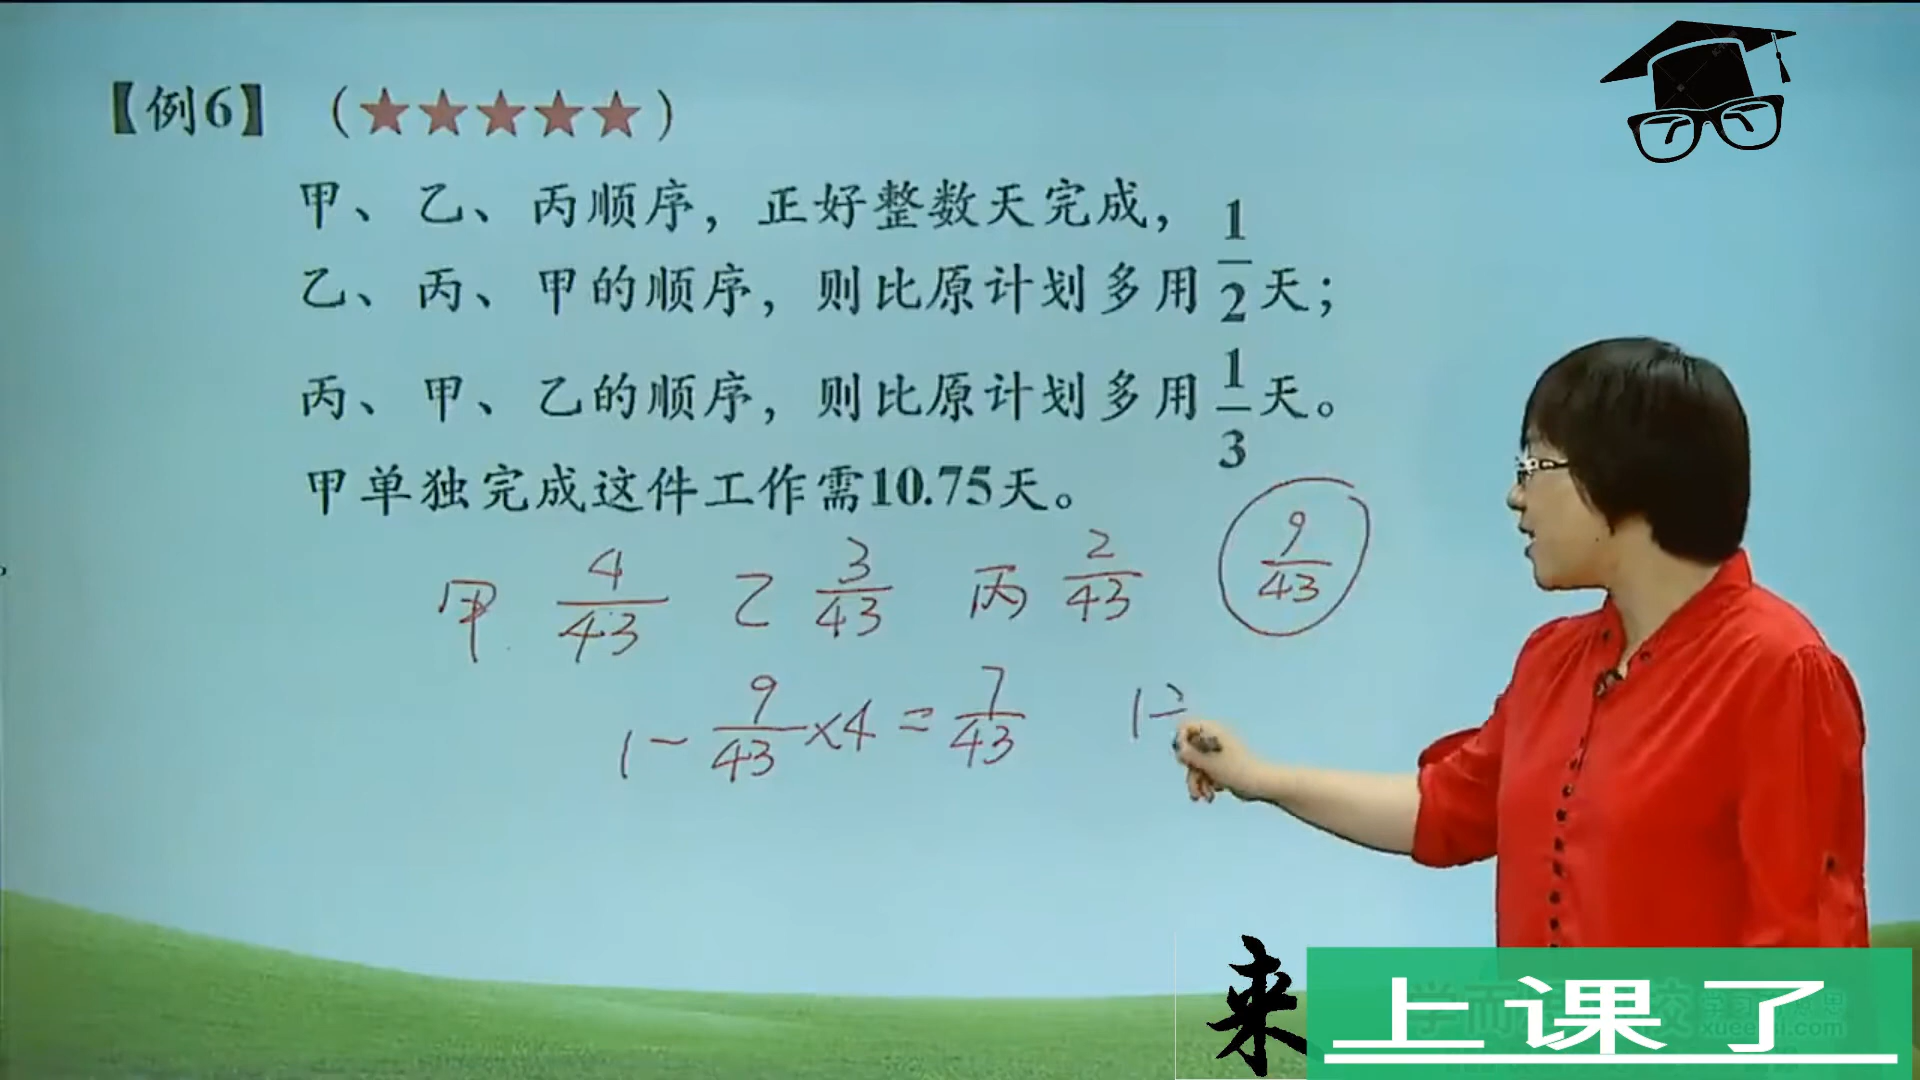 【例6】 (★★★★★)
甲、乙、丙顺序，正好整数天完成，
乙、丙、甲的顺序，则比原计划多用1/2天；
丙、甲、乙的顺序，则比原计划多用1/3天。
甲单独完成这件工作需10.75天。
甲 4/43 乙 3/43 丙 2/43 9/43
1-9/43×4=7/43 1÷
来上课了